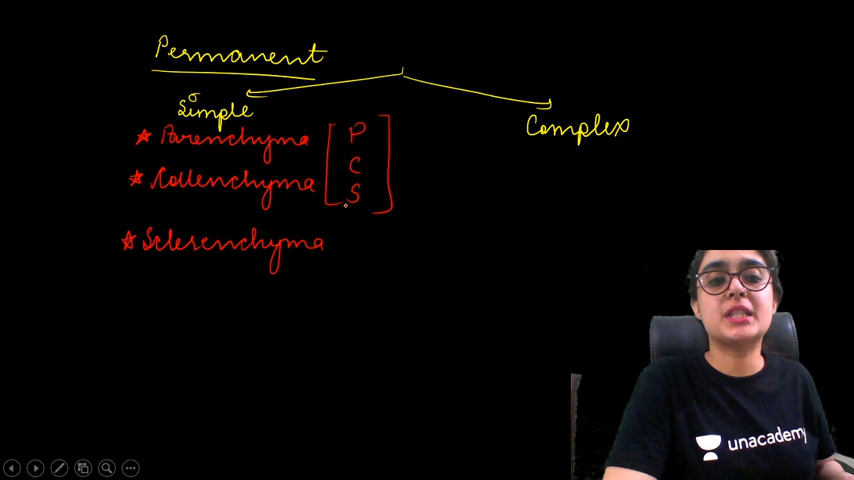 Permanent
Simple
Complex
* Parenchyma [ P
* Collenchyma C
S ]
* Sclerenchyma
unacademy